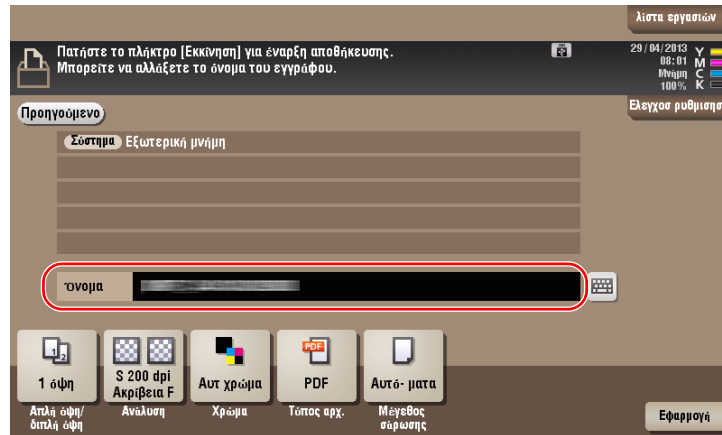 λίστα εργασιών
Πατήστε το πλήκτρο [Εκκίνηση] για έναρξη αποθήκευσης.
Μπορείτε να αλλάξετε το όνομα του εγγράφου.
29/04/2013
08:01
Μνήμη
100%
Y
M
C
K
Ελεγχοσ ρυθμισησ
Προηγούμενο
Σύστημα Εξωτερική μνήμη
Όνομα
1 όψη
S 200 dpi
Ακρίβεια F
Αυτ χρώμα
PDF
PDF
Αυτό- ματα
Απλή όψη/
διπλή όψη
Ανάλυση
Χρώμα
Τύπος αρχ.
Μέγεθος
σάρωσης
Εφαρμογή